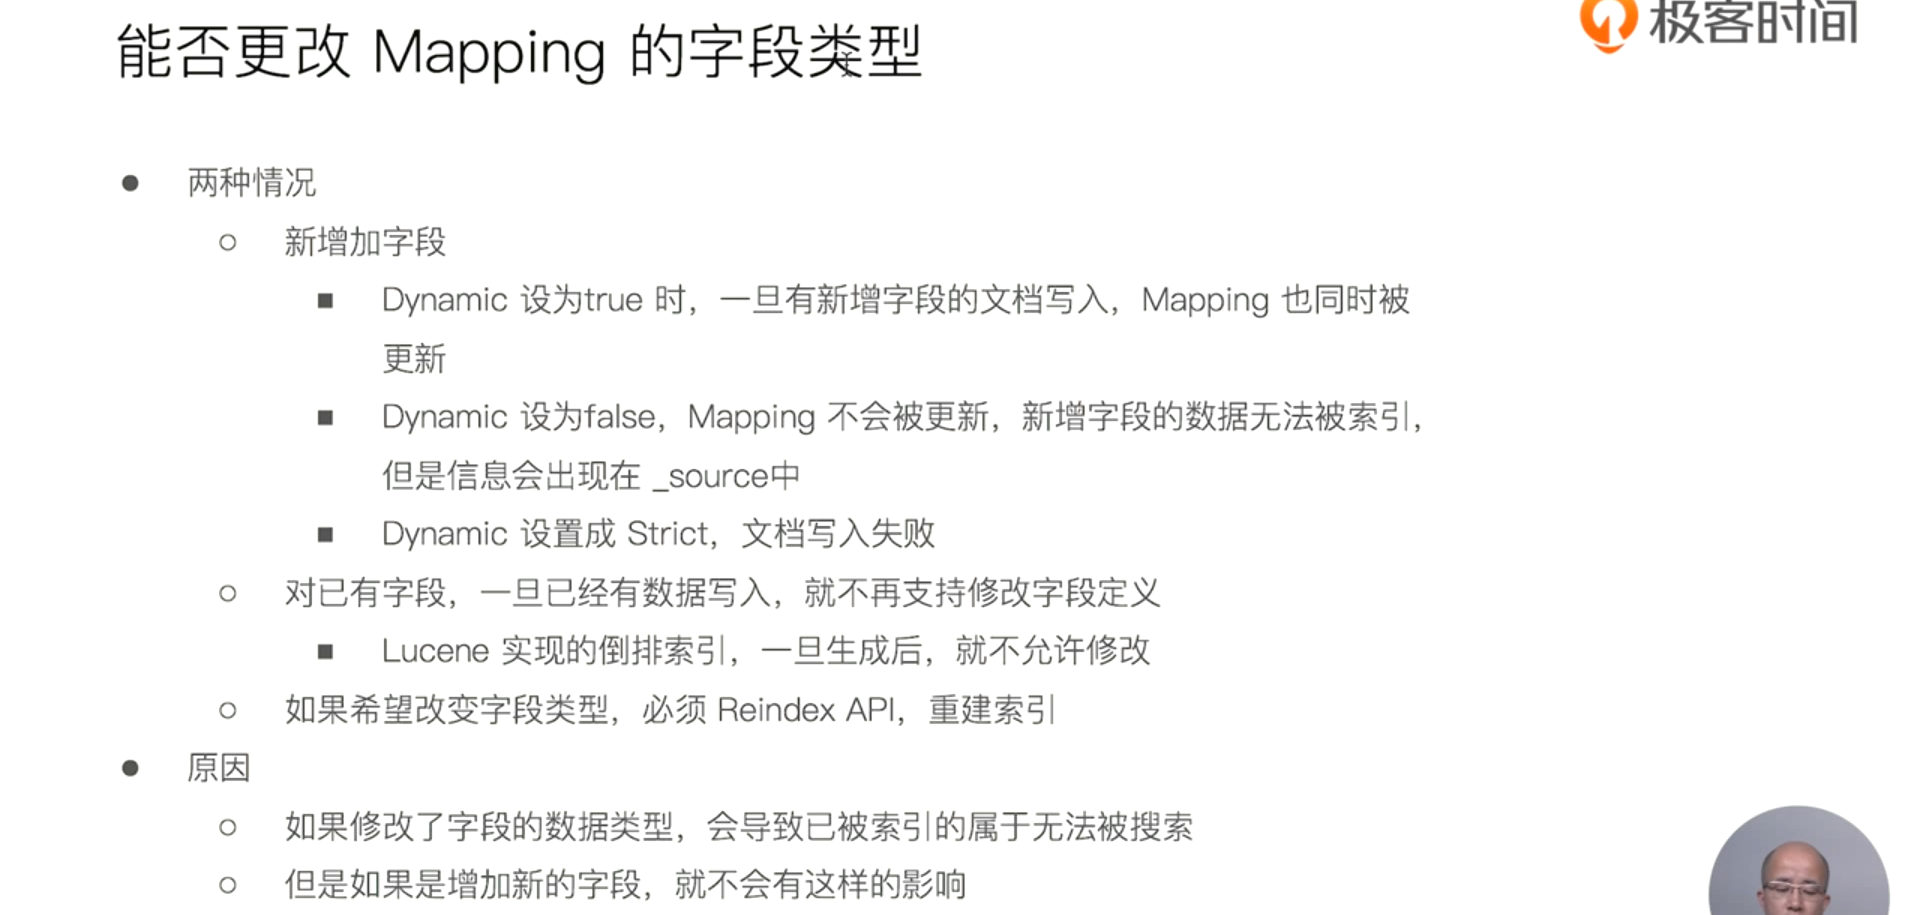 能否更改 Mapping 的字段类型
极客时间
● 两种情况
○ 新增加字段
■ Dynamic 设为true 时，一旦有新增字段的文档写入，Mapping 也同时被
更新
■ Dynamic 设为false，Mapping 不会被更新，新增字段的数据无法被索引，
但是信息会出现在 _source中
■ Dynamic 设置成 Strict，文档写入失败
○ 对已有字段，一旦已经有数据写入，就不再支持修改字段定义
■ Lucene 实现的倒排索引，一旦生成后，就不允许修改
○ 如果希望改变字段类型，必须 Reindex API，重建索引
● 原因
○ 如果修改了字段的数据类型，会导致已被索引的属于无法被搜索
○ 但是如果是增加新的字段，就不会有这样的影响